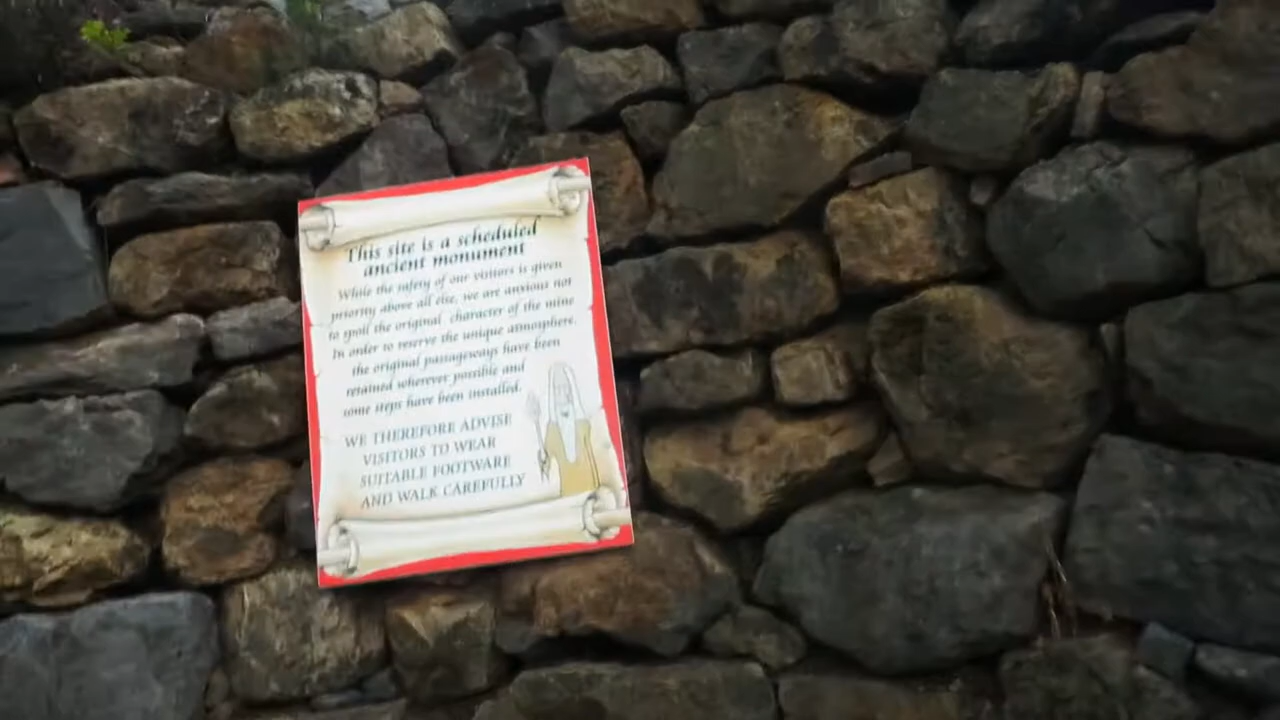 This site is a scheduled
ancient monument
While the safety of our visitors is given
priority above all else, we are anxious not
to spoil the original character of the mine
In order to reserve the unique atmosphere,
the original passageways have been
retained wherever possible and
some steps have been installed.
WE THEREFORE ADVISE
VISITORS TO WEAR
SUITABLE FOOTWARE
AND WALK CAREFULLY